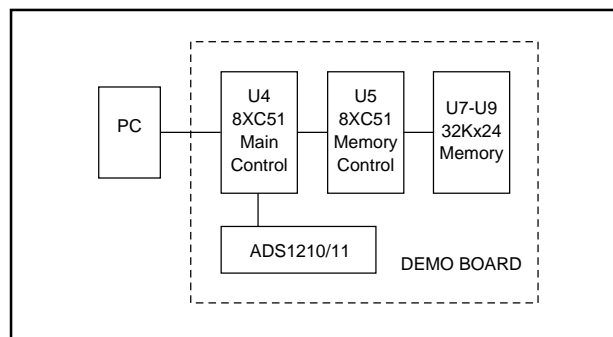 PC
U4
8XC51
Main
Control
U5
8XC51
Memory
Control
U7-U9
32Kx24
Memory
ADS1210/11
DEMO BOARD